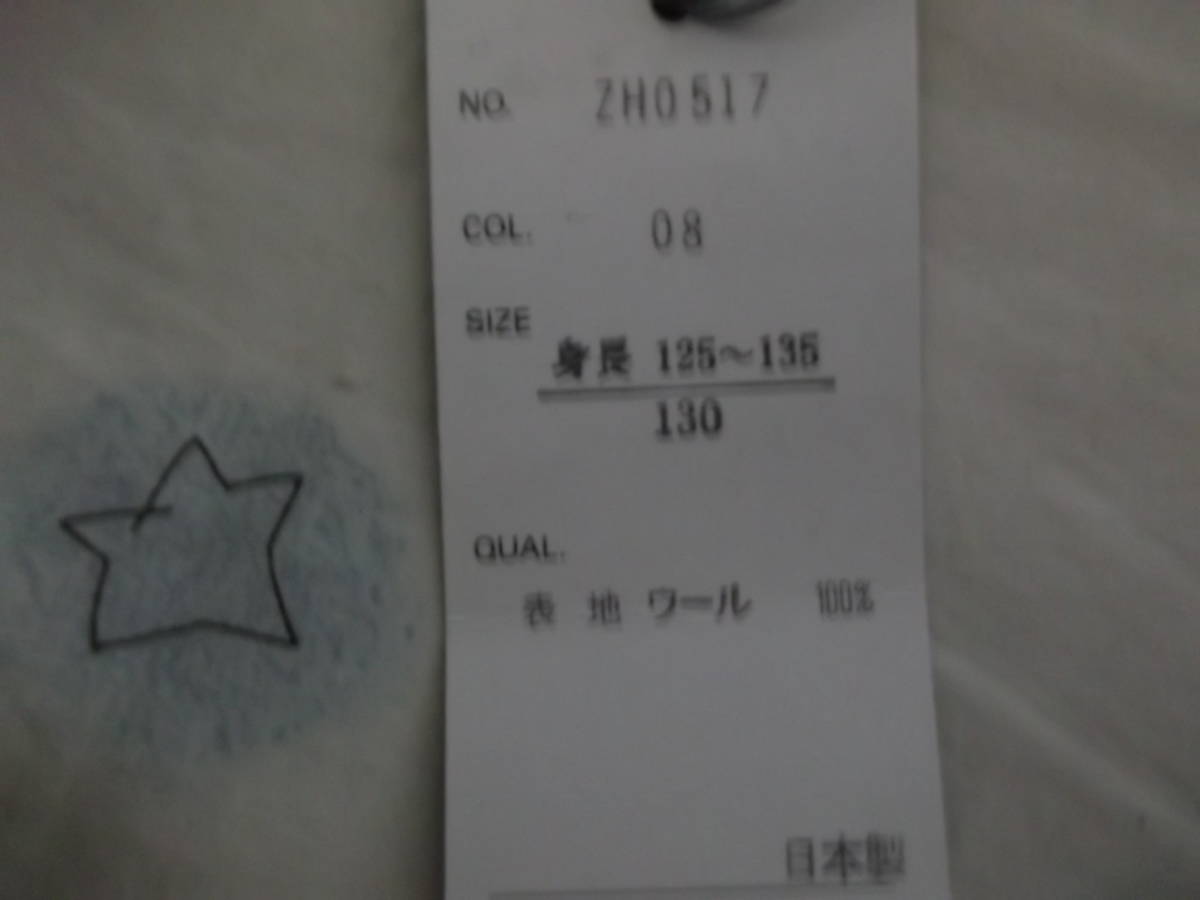 NO. ZH0517
COL. 08
SIZE
身長 125〜135
130
QUAL.
表地 ウール 100%
日本製